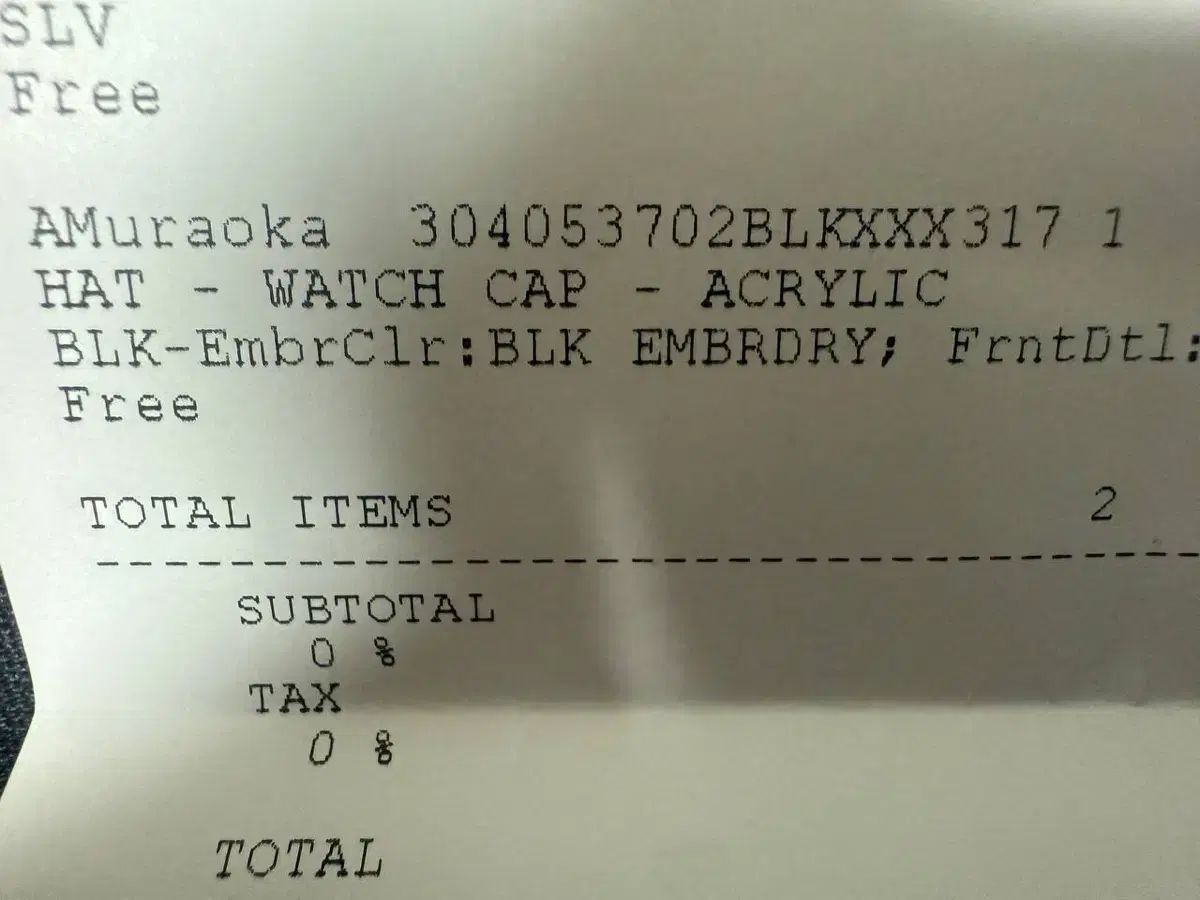 SLV
Free
AMuraoka 304053702BLKXXX317 1
HAT - WATCH CAP - ACRYLIC
BLK-EmbrClr:BLK EMBRDRY; FrntDtl:
Free
TOTAL ITEMS 2
--------------------------------
SUBTOTAL
0 %
TAX
0 %
TOTAL